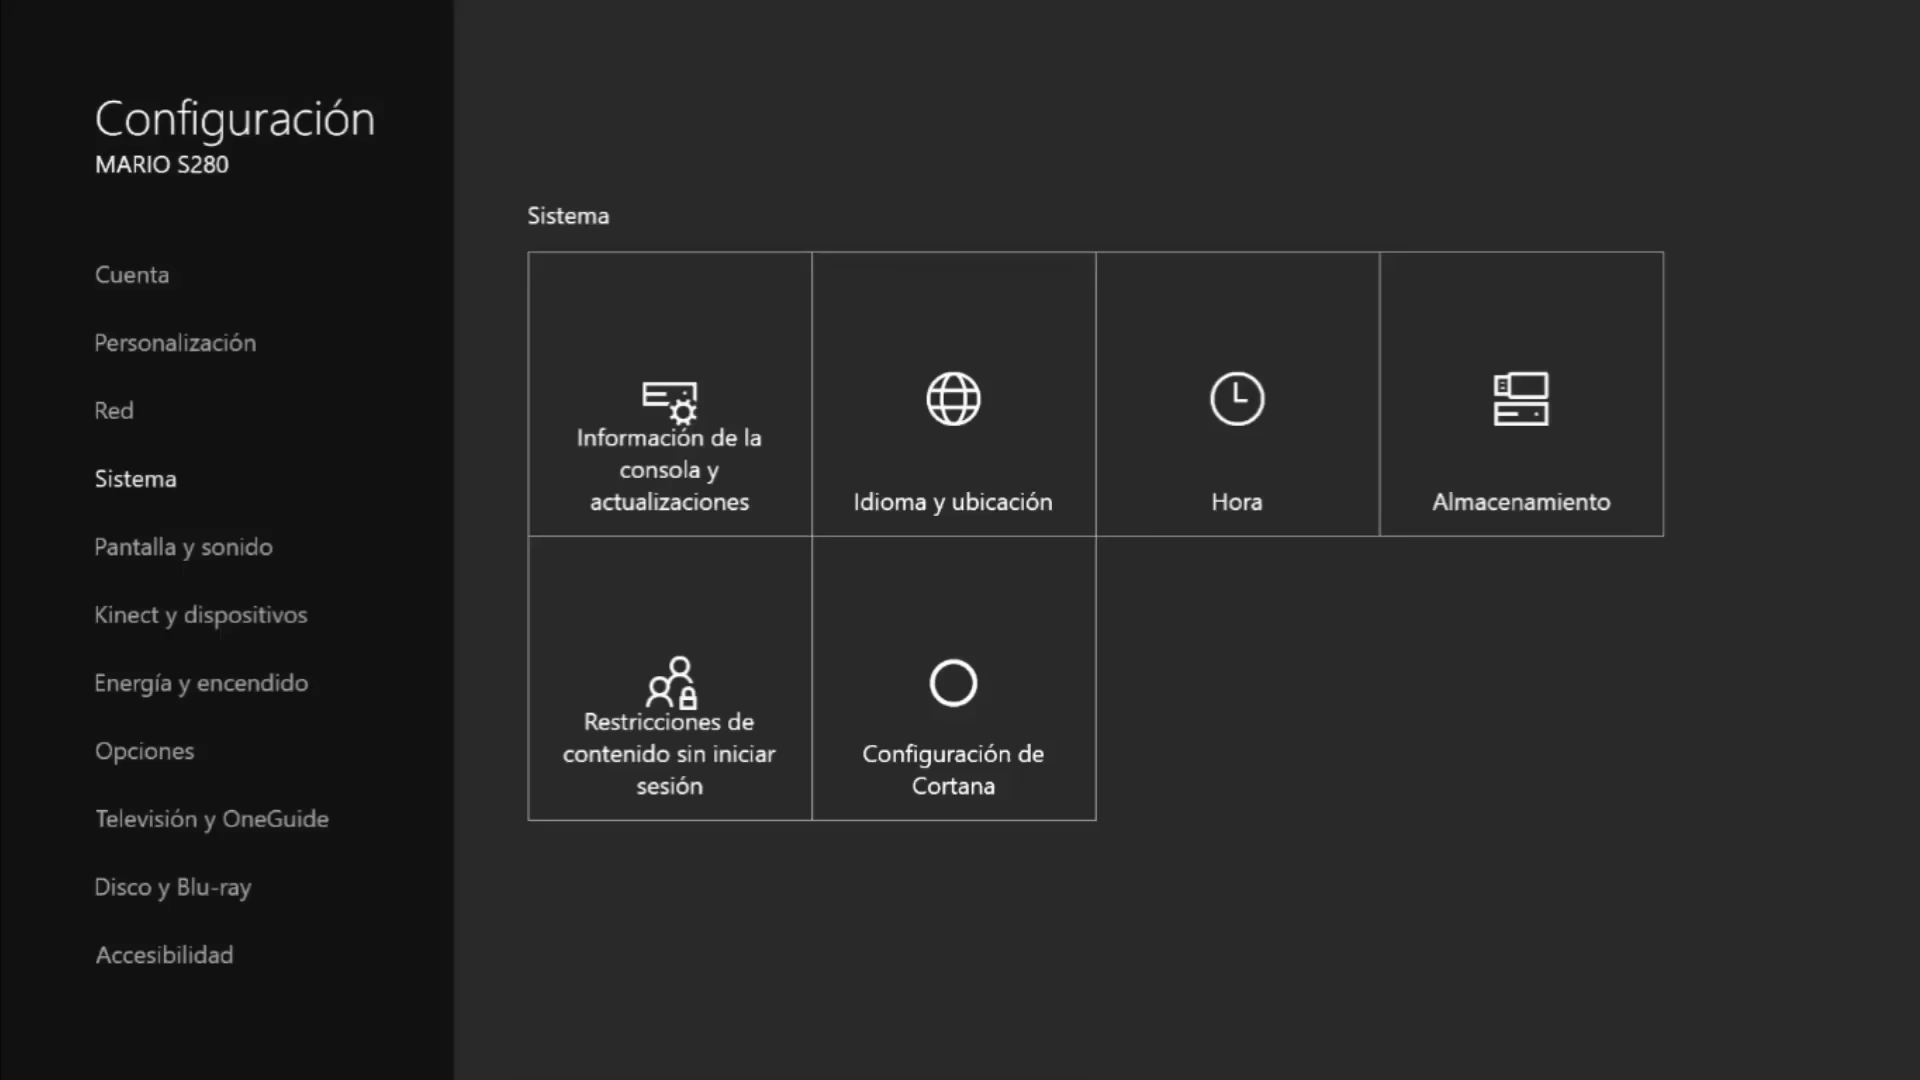 Configuración
MARIO S280
Cuenta
Personalización
Red
Sistema
Pantalla y sonido
Kinect y dispositivos
Energía y encendido
Opciones
Televisión y OneGuide
Disco y Blu-ray
Accesibilidad
Sistema
Información de la
consola y
actualizaciones
Idioma y ubicación
Hora
Almacenamiento
Restricciones de
contenido sin iniciar
sesión
Configuración de
Cortana